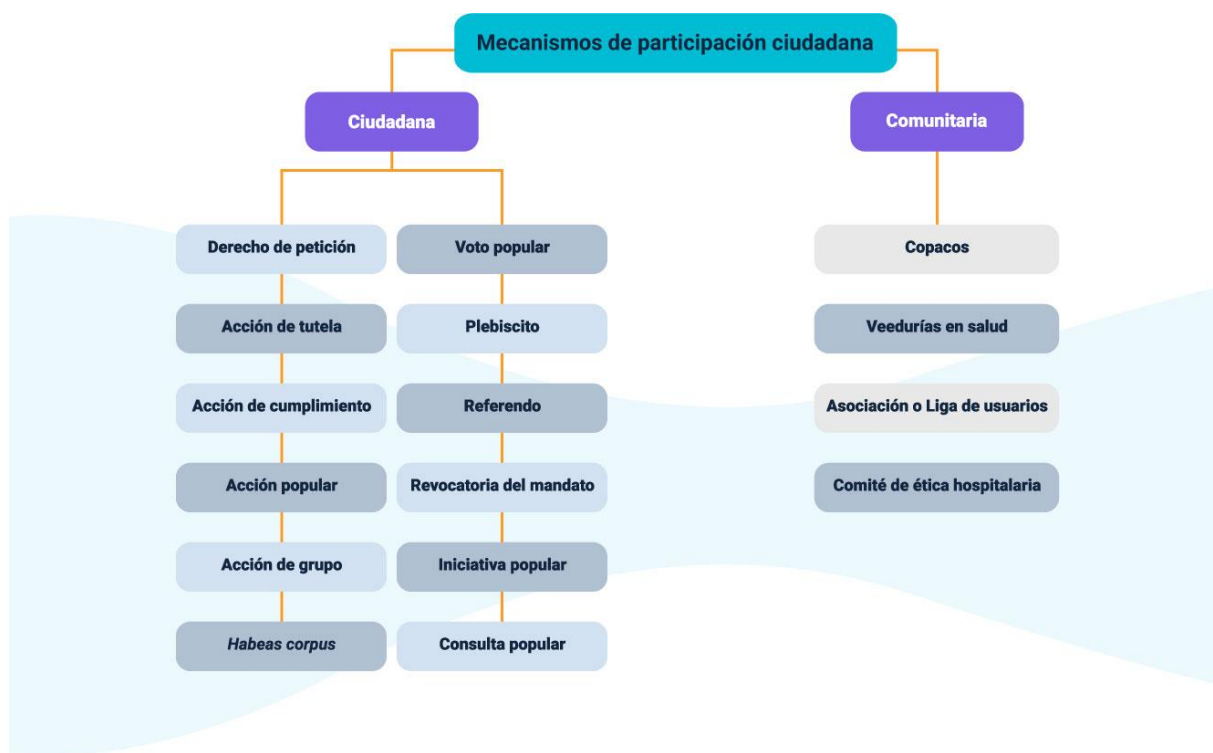 Mecanismos de participación ciudadana
Ciudadana
Comunitaria
Derecho de petición
Voto popular
Copacos
Acción de tutela
Plebiscito
Veedurías en salud
Acción de cumplimiento
Referendo
Asociación o Liga de usuarios
Acción popular
Revocatoria del mandato
Comité de ética hospitalaria
Acción de grupo
Iniciativa popular
Habeas corpus
Consulta popular